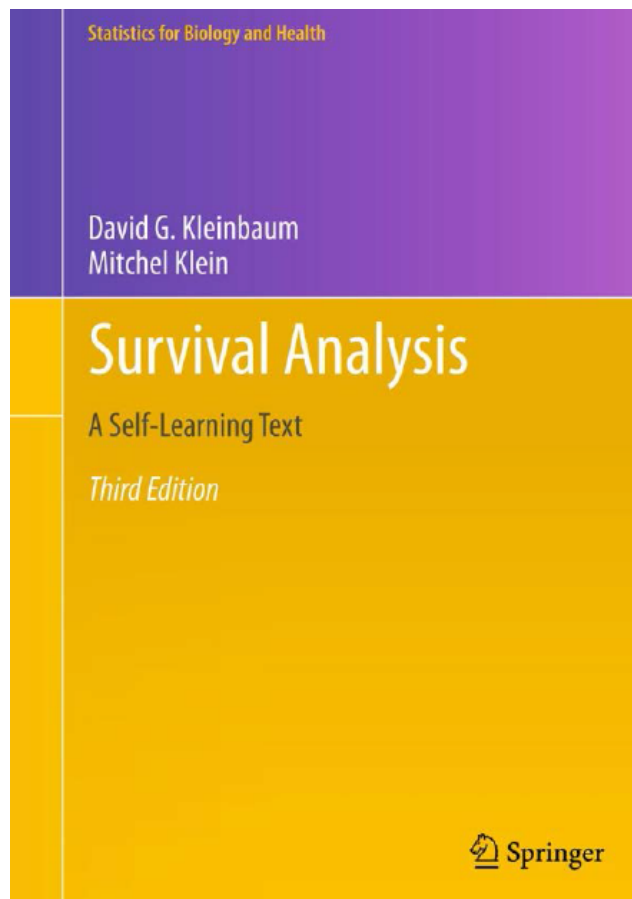 Statistics for Biology and Health
David G. Kleinbaum
Mitchel Klein
Survival Analysis
A Self-Learning Text
Third Edition
Springer